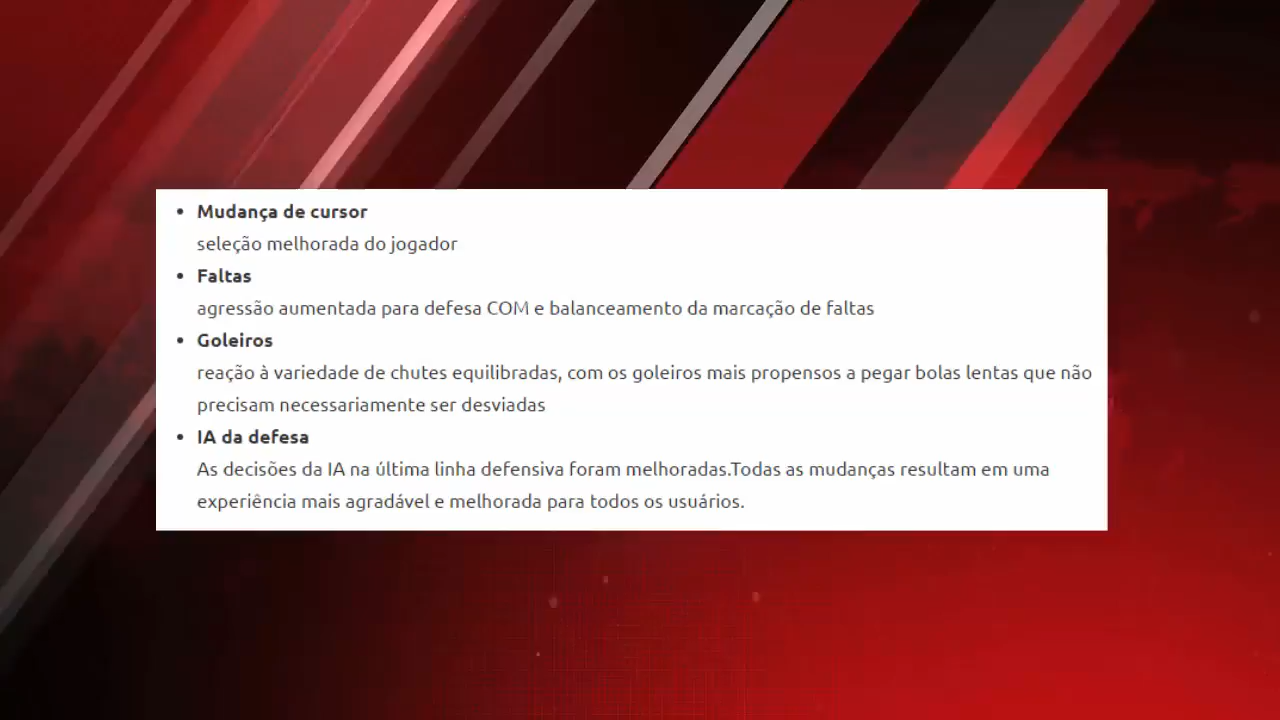 • Mudança de cursor
seleção melhorada do jogador
• Faltas
agressão aumentada para defesa COM e balanceamento da marcação de faltas
• Goleiros
reação à variedade de chutes equilibradas, com os goleiros mais propensos a pegar bolas lentas que não
precisam necessariamente ser desviadas
• IA da defesa
As decisões da IA na última linha defensiva foram melhoradas.Todas as mudanças resultam em uma
experiência mais agradável e melhorada para todos os usuários.